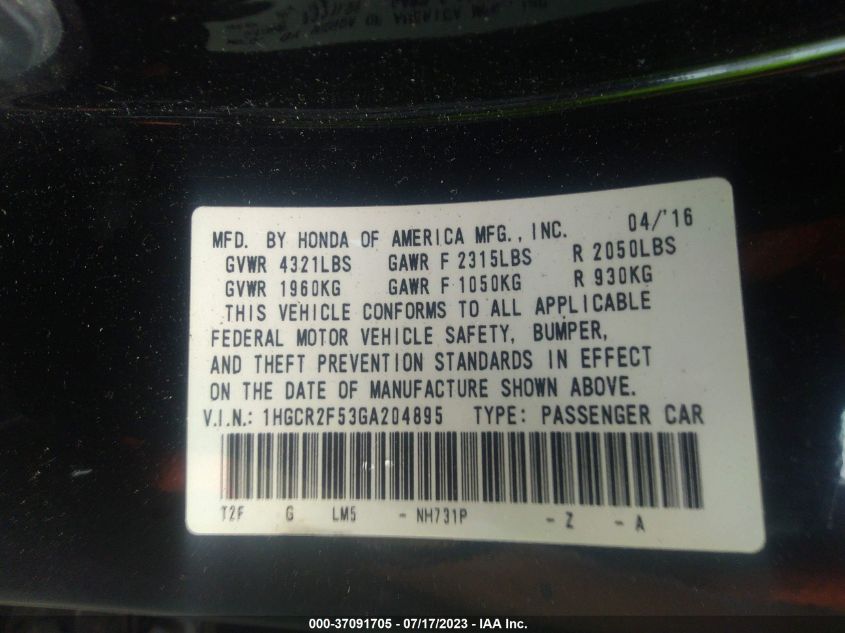 MFD. BY HONDA OF AMERICA MFG., INC. 04/'16
GVWR 4321LBS GAWR F 2315LBS R 2050LBS
GVWR 1960KG GAWR F 1050KG R 930KG
THIS VEHICLE CONFORMS TO ALL APPLICABLE
FEDERAL MOTOR VEHICLE SAFETY, BUMPER,
AND THEFT PREVENTION STANDARDS IN EFFECT
ON THE DATE OF MANUFACTURE SHOWN ABOVE.
V.I.N.: 1HGCR2F53GA204895 TYPE: PASSENGER CAR
T2F G LM5 - NH731P - Z - A
000-37091705 - 07/17/2023 - IAA Inc.